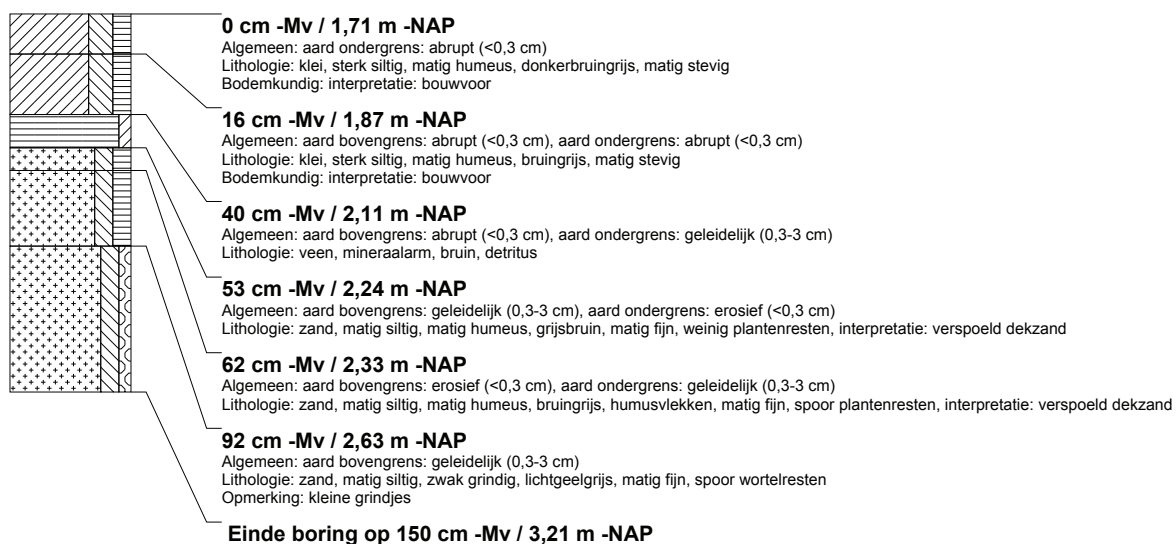 0 cm -Mv / 1,71 m -NAP
Algemeen: aard ondergrens: abrupt (<0,3 cm)
Lithologie: klei, sterk siltig, matig humeus, donkerbruingrijs, matig stevig
Bodemkundig: interpretatie: bouwvoor
16 cm -Mv / 1,87 m -NAP
Algemeen: aard bovengrens: abrupt (<0,3 cm), aard ondergrens: abrupt (<0,3 cm)
Lithologie: klei, sterk siltig, matig humeus, bruingrijs, matig stevig
Bodemkundig: interpretatie: bouwvoor
40 cm -Mv / 2,11 m -NAP
Algemeen: aard bovengrens: abrupt (<0,3 cm), aard ondergrens: geleidelijk (0,3-3 cm)
Lithologie: veen, mineraalarm, bruin, detritus
53 cm -Mv / 2,24 m -NAP
Algemeen: aard bovengrens: geleidelijk (0,3-3 cm), aard ondergrens: erosief (<0,3 cm)
Lithologie: zand, matig siltig, matig humeus, grijsbruin, matig fijn, weinig plantenresten, interpretatie: verspoeld dekzand
62 cm -Mv / 2,33 m -NAP
Algemeen: aard bovengrens: erosief (<0,3 cm), aard ondergrens: geleidelijk (0,3-3 cm)
Lithologie: zand, matig siltig, matig humeus, bruingrijs, humusvlekken, matig fijn, spoor plantenresten, interpretatie: verspoeld dekzand
92 cm -Mv / 2,63 m -NAP
Algemeen: aard bovengrens: geleidelijk (0,3-3 cm)
Lithologie: zand, matig siltig, zwak grindig, lichtgeelgrijs, matig fijn, spoor wortelresten
Opmerking: kleine grindjes
Einde boring op 150 cm -Mv / 3,21 m -NAP